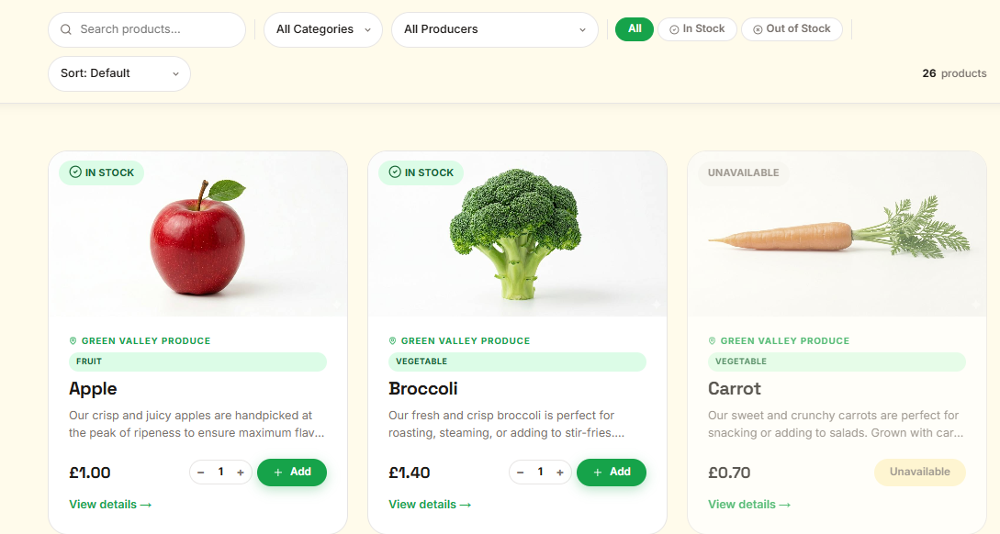 Search products...
All Categories
All Producers
All
In Stock
Out of Stock
Sort: Default
26 products
IN STOCK
GREEN VALLEY PRODUCE
FRUIT
Apple
Our crisp and juicy apples are handpicked at
the peak of ripeness to ensure maximum flav...
£1.00
− 1 +
+ Add
View details →
IN STOCK
GREEN VALLEY PRODUCE
VEGETABLE
Broccoli
Our fresh and crisp broccoli is perfect for
roasting, steaming, or adding to stir-fries....
£1.40
− 1 +
+ Add
View details →
UNAVAILABLE
GREEN VALLEY PRODUCE
VEGETABLE
Carrot
Our sweet and crunchy carrots are perfect for
snacking or adding to salads. Grown with car...
£0.70
Unavailable
View details →